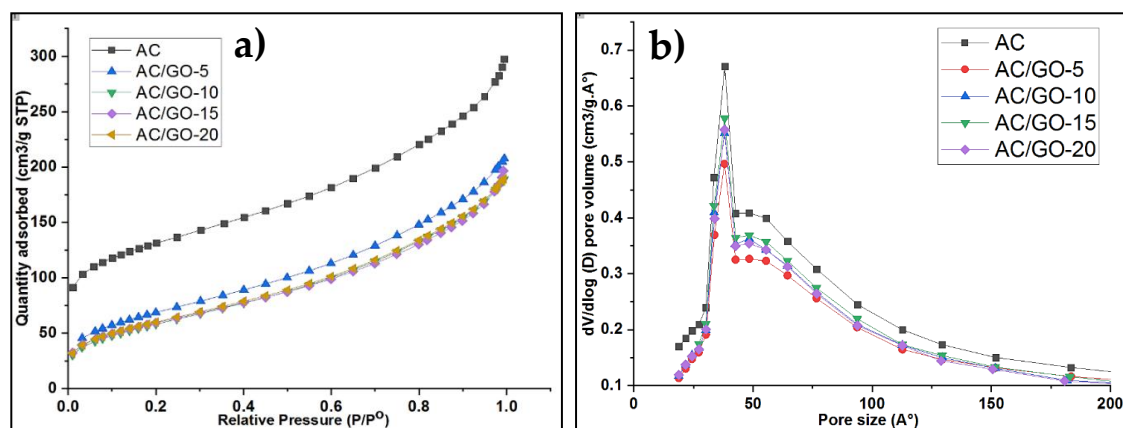 a)
AC
AC/GO-5
AC/GO-10
AC/GO-15
AC/GO-20
Quantity adsorbed (cm3/g STP)
300
250
200
150
100
50
0
0.0 0.2 0.4 0.6 0.8 1.0
Relative Pressure (P/P⁰)
b)
AC
AC/GO-5
AC/GO-10
AC/GO-15
AC/GO-20
dV/dlog (D) pore volume (cm3/g.A°)
0.7
0.6
0.5
0.4
0.3
0.2
0.1
0 50 100 150 200
Pore size (A°)